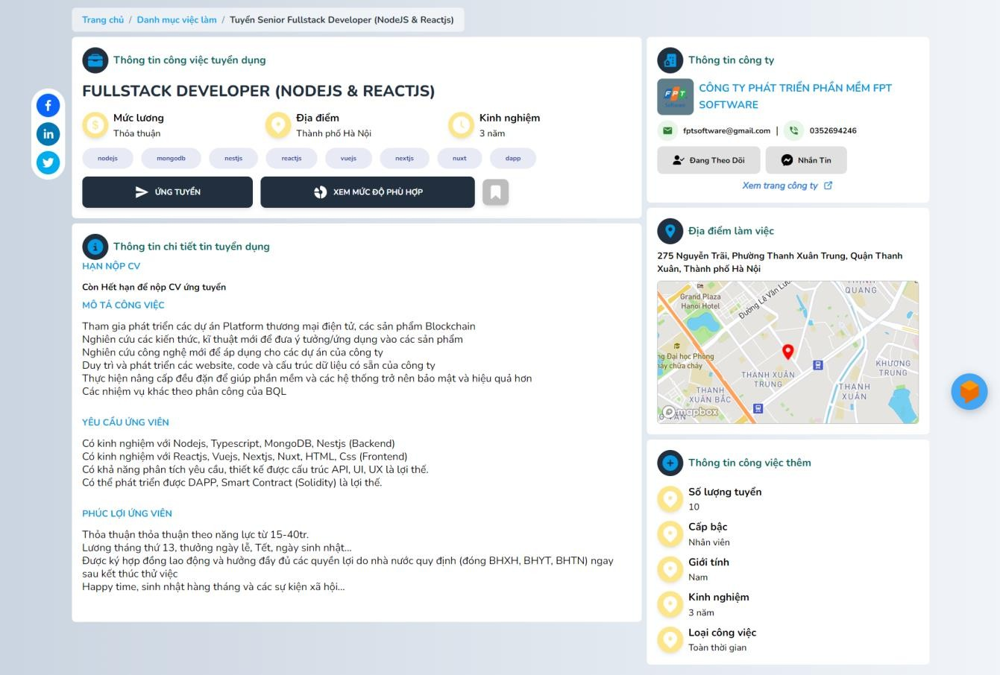 Trang chủ / Danh mục việc làm / Tuyển Senior Fullstack Developer (NodeJS & Reactjs)
Thông tin công việc tuyển dụng
FULLSTACK DEVELOPER (NODEJS & REACTJS)
Mức lương
Thỏa thuận
Địa điểm
Thành phố Hà Nội
Kinh nghiệm
3 năm
nodejs mongodb nestjs reactjs vuejs nextjs nuxt dapp
ỨNG TUYỂN
XEM MỨC ĐỘ PHÙ HỢP
Thông tin chi tiết tin tuyển dụng
HẠN NỘP CV
Còn Hết hạn để nộp CV ứng tuyển
MÔ TẢ CÔNG VIỆC
Tham gia phát triển các dự án Platform thương mại điện tử, các sản phẩm Blockchain
Nghiên cứu các kiến thức, kĩ thuật mới để đưa ý tưởng/ứng dụng vào các sản phẩm
Nghiên cứu công nghệ mới để áp dụng cho các dự án của công ty
Duy trì và phát triển các website, code và cấu trúc dữ liệu có sẵn của công ty
Thực hiện nâng cấp đều đặn để giúp phần mềm và các hệ thống trở nên bảo mật và hiệu quả hơn
Các nhiệm vụ khác theo phân công của BQL
YÊU CẦU ỨNG VIÊN
Có kinh nghiệm với Nodejs, Typescript, MongoDB, Nestjs (Backend)
Có kinh nghiệm với Reactjs, Vuejs, Nextjs, Nuxt, HTML, Css (Frontend)
Có khả năng phân tích yêu cầu, thiết kế được cấu trúc API, UI, UX là lợi thế.
Có thể phát triển được DAPP, Smart Contract (Solidity) là lợi thế.
PHÚC LỢI ỨNG VIÊN
Thỏa thuận thỏa thuận theo năng lực từ 15-40tr.
Lương tháng thứ 13, thưởng ngày lễ, Tết, ngày sinh nhật...
Được ký hợp đồng lao động và hưởng đầy đủ các quyền lợi do nhà nước quy định (đóng BHXH, BHYT, BHTN) ngay
sau kết thúc thử việc
Happy time, sinh nhật hàng tháng và các sự kiện xã hội...
Thông tin công ty
FPT
Software
CÔNG TY PHÁT TRIỂN PHẦN MỀM FPT
SOFTWARE
fptsoftware@gmail.com | 0352694246
Đang Theo Dõi
Nhắn Tin
Xem trang công ty
Địa điểm làm việc
275 Nguyễn Trãi, Phường Thanh Xuân Trung, Quận Thanh
Xuân, Thành phố Hà Nội
QUANG
Grand Plaza
Hanoi Hotel
Đường Lê Văn Lư
ng Đại học Phòng
háy chữa cháy
KHƯƠNG
TRUNG
THANH XUÂN
TRUNG
THANH
XUÂN BẮC
THANH
XUÂN
mapbox
Thông tin công việc thêm
Số lượng tuyển
10
Cấp bậc
Nhân viên
Giới tính
Nam
Kinh nghiệm
3 năm
Loại công việc
Toàn thời gian